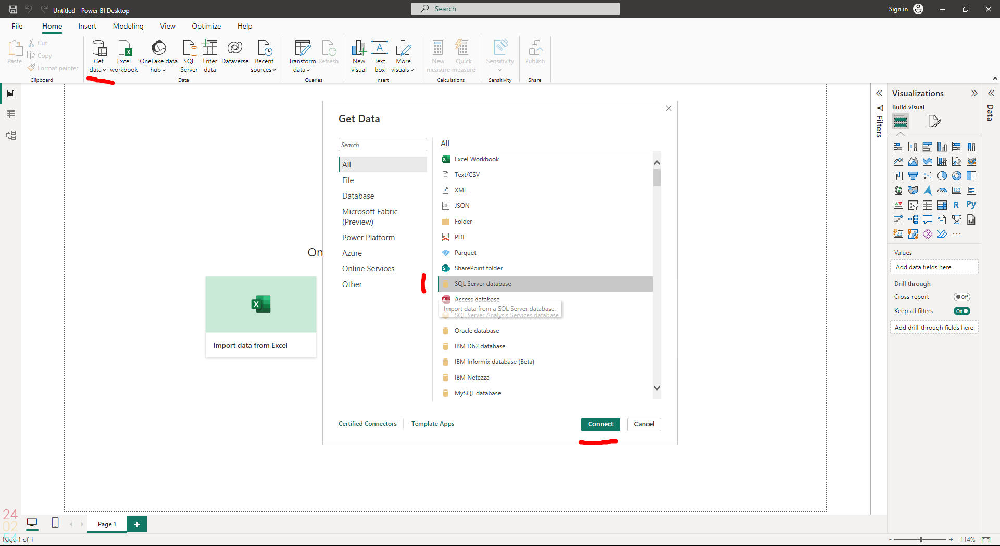 Untitled - Power BI Desktop
Search
Sign in
File
Home
Insert
Modeling
View
Optimize
Help
Paste
Cut
Copy
Format painter
Clipboard
Get data
Excel workbook
OneLake data hub
SQL Server
Enter data
Dataverse
Recent sources
Data
Transform data
Refresh
Queries
New visual
Text box
More visuals
Insert
New measure
Quick measure
Calculations
Sensitivity
Sensitivity
Publish
Share
On
Import data from Excel
Get Data
Search
All
File
Database
Microsoft Fabric
(Preview)
Power Platform
Azure
Online Services
Other
All
Excel Workbook
Text/CSV
XML
JSON
Folder
PDF
Parquet
SharePoint folder
SQL Server database
Access database
Import data from a SQL Server database.
SQL Server Analysis Services database
Oracle database
IBM Db2 database
IBM Informix database (Beta)
IBM Netezza
MySQL database
Certified Connectors
Template Apps
Connect
Cancel
Filters
Visualizations
Build visual
Data
123
R
Py
123
Values
Add data fields here
Drill through
Cross-report
Off
Keep all filters
On
Add drill-through fields here
24
02
54
Page 1
Page 1 of 1
114%